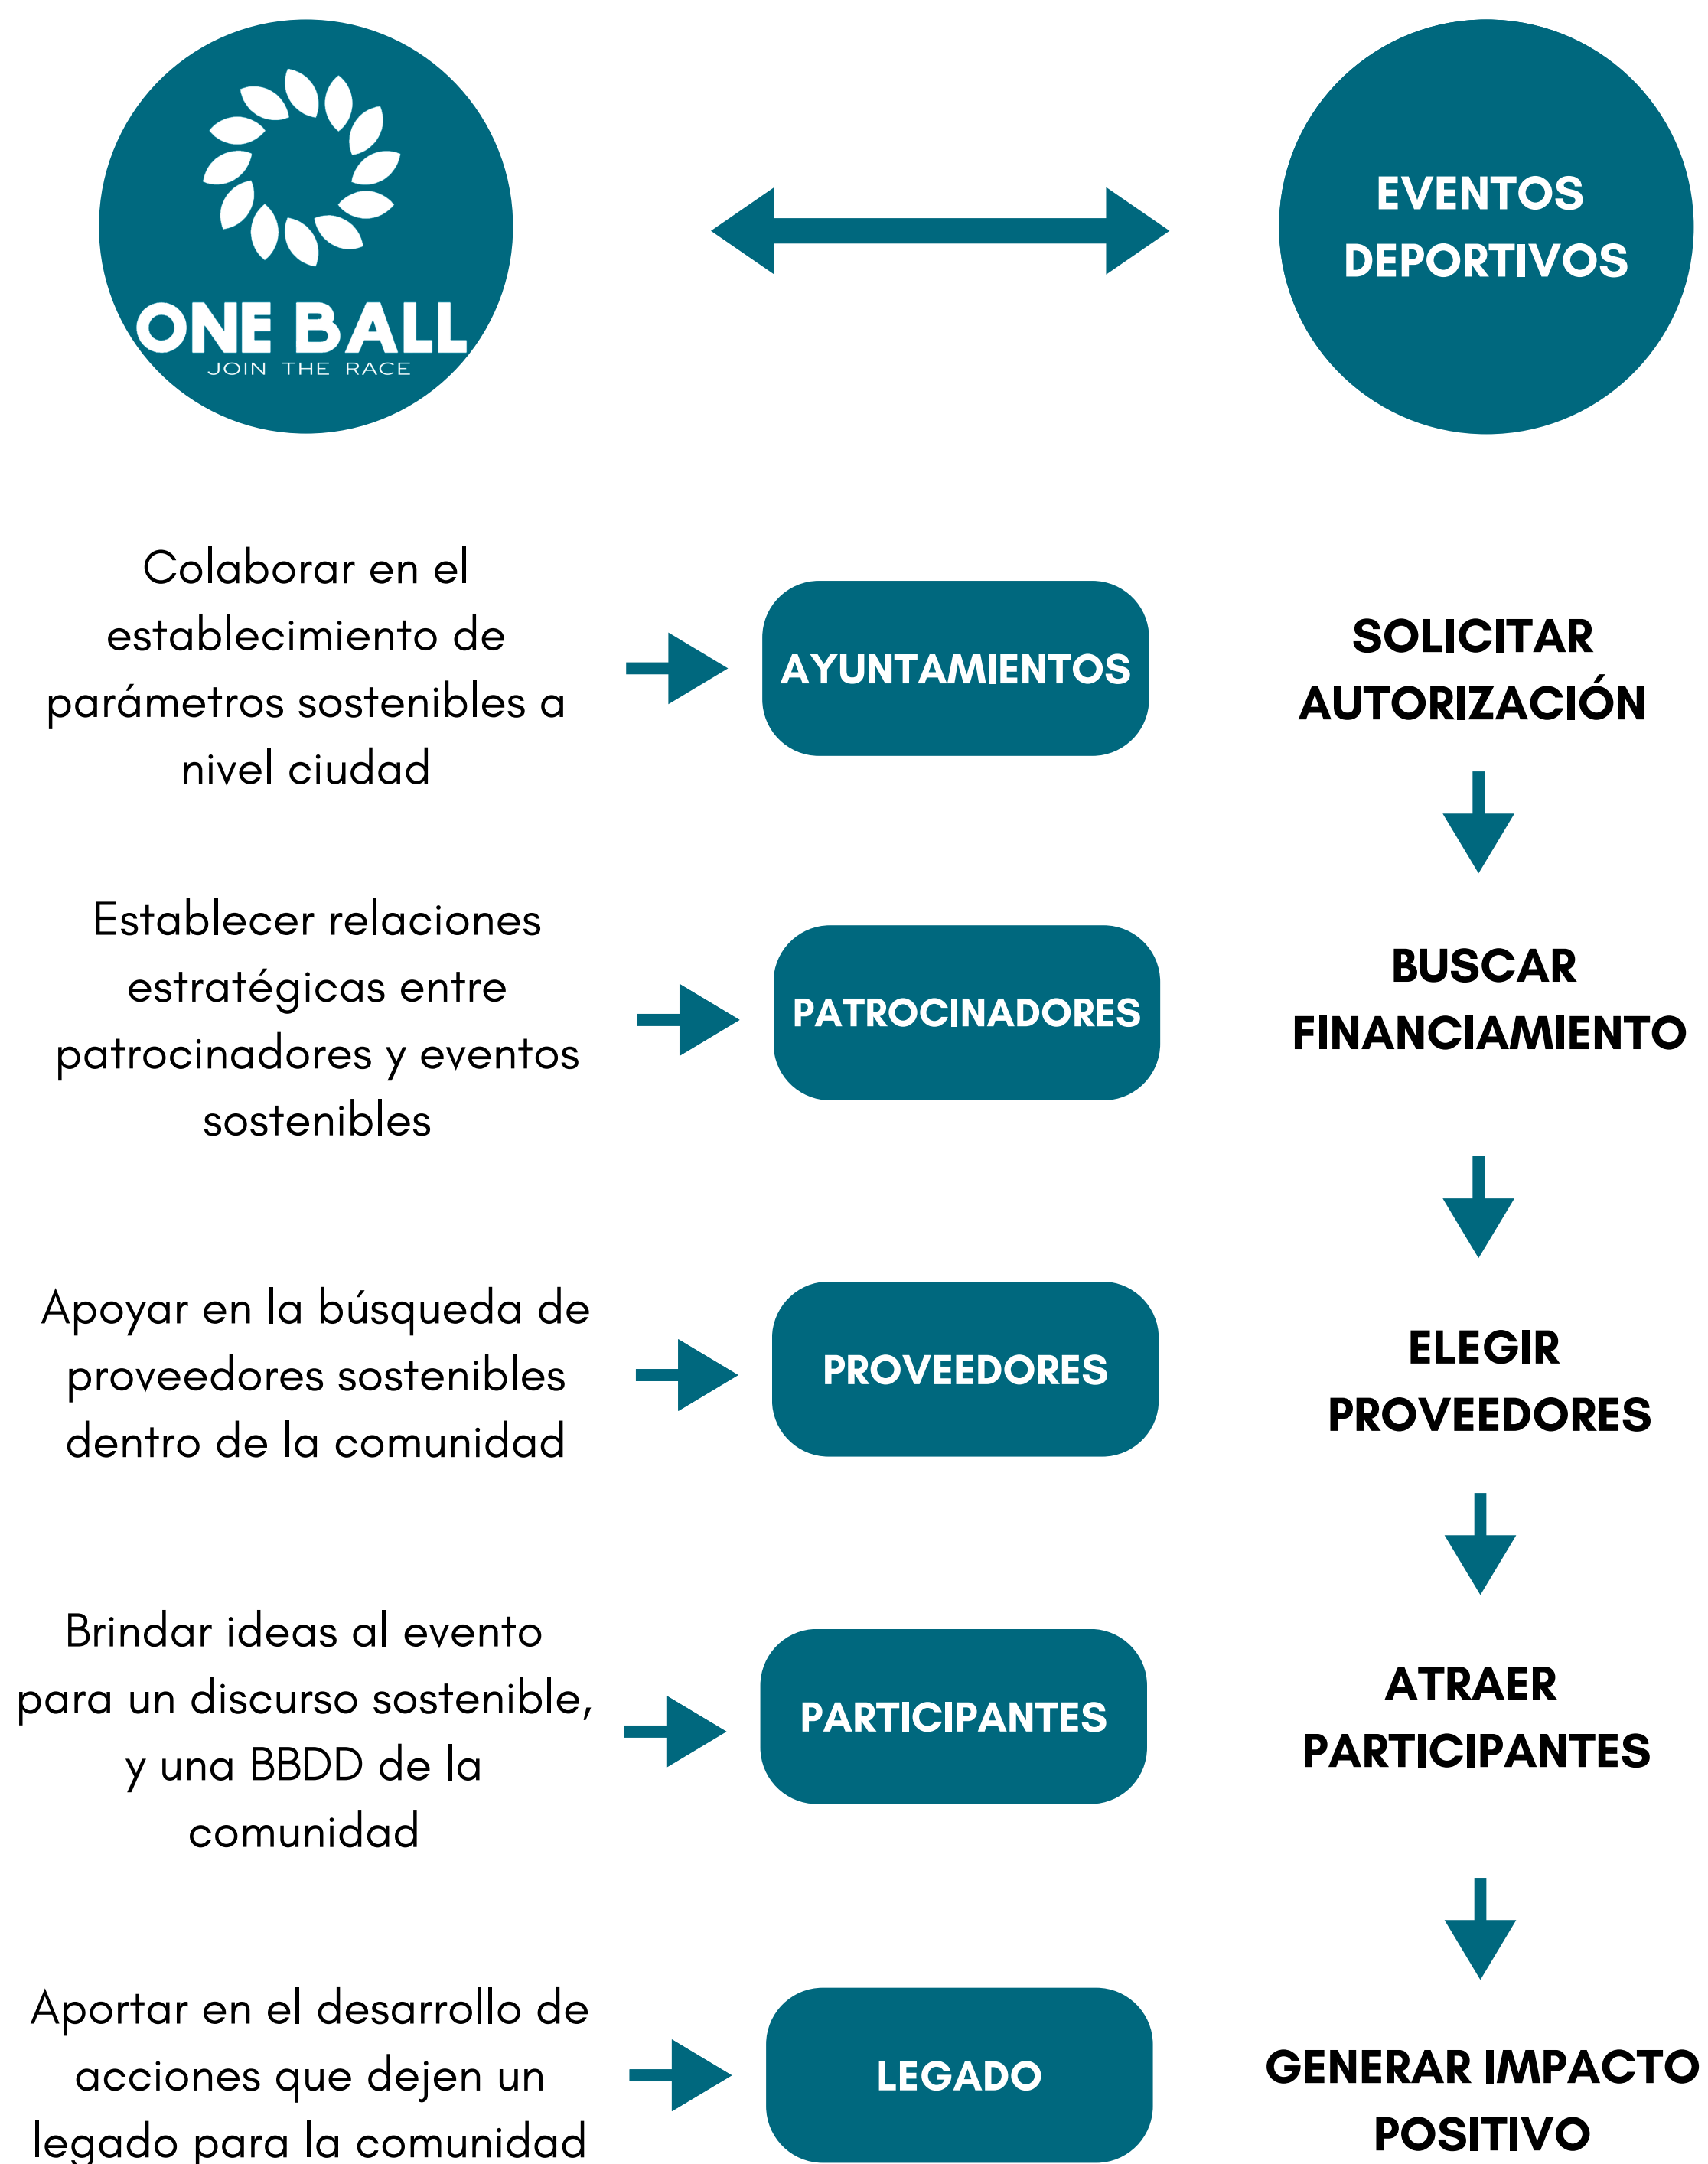 ONE BALL
JOIN THE RACE
EVENTOS
DEPORTIVOS
Colaborar en el
establecimiento de
parámetros sostenibles a
nivel ciudad
AYUNTAMIENTOS
SOLICITAR
AUTORIZACIÓN
Establecer relaciones
estratégicas entre
patrocinadores y eventos
sostenibles
PATROCINADORES
BUSCAR
FINANCIAMIENTO
Apoyar en la búsqueda de
proveedores sostenibles
dentro de la comunidad
PROVEEDORES
ELEGIR
PROVEEDORES
Brindar ideas al evento
para un discurso sostenible,
y una BBDD de la
comunidad
PARTICIPANTES
ATRAER
PARTICIPANTES
Aportar en el desarrollo de
acciones que dejen un
legado para la comunidad
LEGADO
GENERAR IMPACTO
POSITIVO